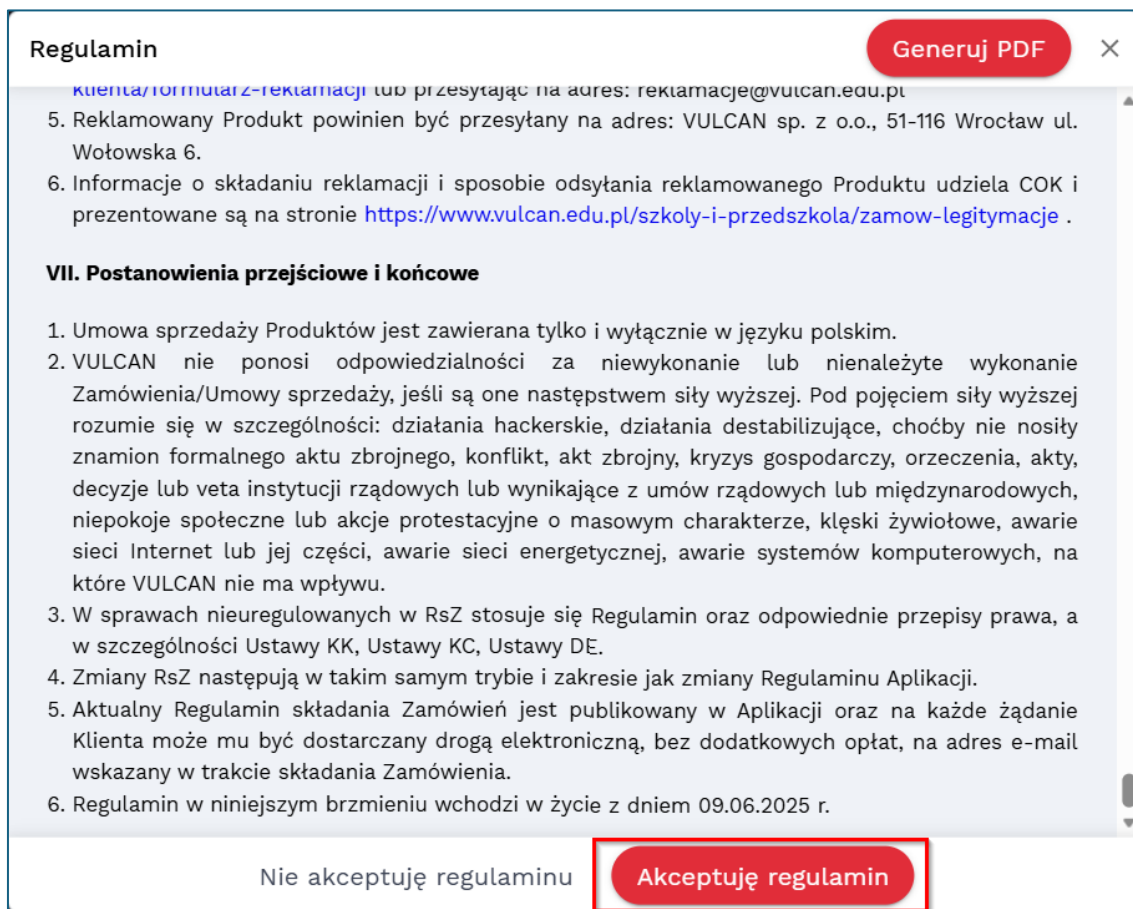 Regulamin
Generuj PDF
klienta/formularz-reklamacji lub przesyłając na adres: reklamacje@vulcan.edu.pl
5. Reklamowany Produkt powinien być przesyłany na adres: VULCAN sp. z o.o., 51-116 Wrocław ul.
Wołowska 6.
6. Informacje o składaniu reklamacji i sposobie odsyłania reklamowanego Produktu udziela COK i
prezentowane są na stronie https://www.vulcan.edu.pl/szkoly-i-przedszkola/zamow-legitymacje .
VII. Postanowienia przejściowe i końcowe
1. Umowa sprzedaży Produktów jest zawierana tylko i wyłącznie w języku polskim.
2. VULCAN nie ponosi odpowiedzialności za niewykonanie lub nienależyte wykonanie
Zamówienia/Umowy sprzedaży, jeśli są one następstwem siły wyższej. Pod pojęciem siły wyższej
rozumie się w szczególności: działania hackerskie, działania destabilizujące, choćby nie nosiły
znamion formalnego aktu zbrojnego, konflikt, akt zbrojny, kryzys gospodarczy, orzeczenia, akty,
decyzje lub veta instytucji rządowych lub wynikające z umów rządowych lub międzynarodowych,
niepokoje społeczne lub akcje protestacyjne o masowym charakterze, klęski żywiołowe, awarie
sieci Internet lub jej części, awarie sieci energetycznej, awarie systemów komputerowych, na
które VULCAN nie ma wpływu.
3. W sprawach nieuregulowanych w RsZ stosuje się Regulamin oraz odpowiednie przepisy prawa, a
w szczególności Ustawy KK, Ustawy KC, Ustawy DE.
4. Zmiany RsZ następują w takim samym trybie i zakresie jak zmiany Regulaminu Aplikacji.
5. Aktualny Regulamin składania Zamówień jest publikowany w Aplikacji oraz na każde żądanie
Klienta może mu być dostarczany drogą elektroniczną, bez dodatkowych opłat, na adres e-mail
wskazany w trakcie składania Zamówienia.
6. Regulamin w niniejszym brzmieniu wchodzi w życie z dniem 09.06.2025 r.
Nie akceptuję regulaminu
Akceptuję regulamin